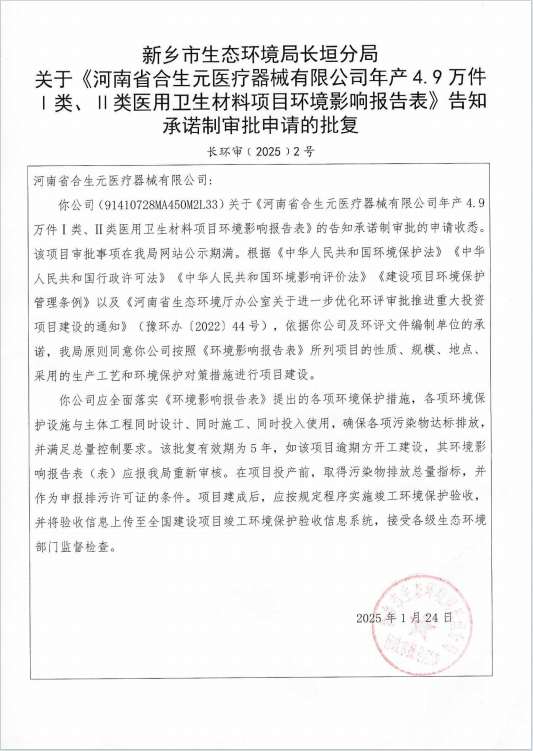 新乡市生态环境局长垣分局
关于《河南省合生元医疗器械有限公司年产4.9万件
Ⅰ类、Ⅱ类医用卫生材料项目环境影响报告表》告知
承诺制审批申请的批复
长环审﹝2025﹞2号
河南省合生元医疗器械有限公司:
你公司(91410728MA450M2L33)关于《河南省合生元医疗器械有限公司年产4.9
万件Ⅰ类、Ⅱ类医用卫生材料项目环境影响报告表》的告知承诺制审批的申请收悉。
该项目审批事项在我局网站公示期满。根据《中华人民共和国环境保护法》《中华
人民共和国行政许可法》《中华人民共和国环境影响评价法》《建设项目环境保护
管理条例》以及《河南省生态环境厅办公室关于进一步优化环评审批推进重大投资
项目建设的通知》（豫环办〔2022〕44号），依据你公司及环评文件编制单位的承
诺，我局原则同意你公司按照《环境影响报告表》所列项目的性质、规模、地点、
采用的生产工艺和环境保护对策措施进行项目建设。
你公司应全面落实《环境影响报告表》提出的各项环境保护措施，各项环境保
护设施与主体工程同时设计、同时施工、同时投入使用，确保各项污染物达标排放，
并满足总量控制要求。该批复有效期为5年，如该项目逾期方开工建设，其环境影
响报告表（表）应报我局重新审核。在项目投产前，取得污染物排放总量指标，并
作为申报排污许可证的条件。项目建成后，应按规定程序实施竣工环境保护验收，
并将验收信息上传至全国建设项目竣工环境保护验收信息系统，接受各级生态环境
部门监督检查。
2025年1月24日